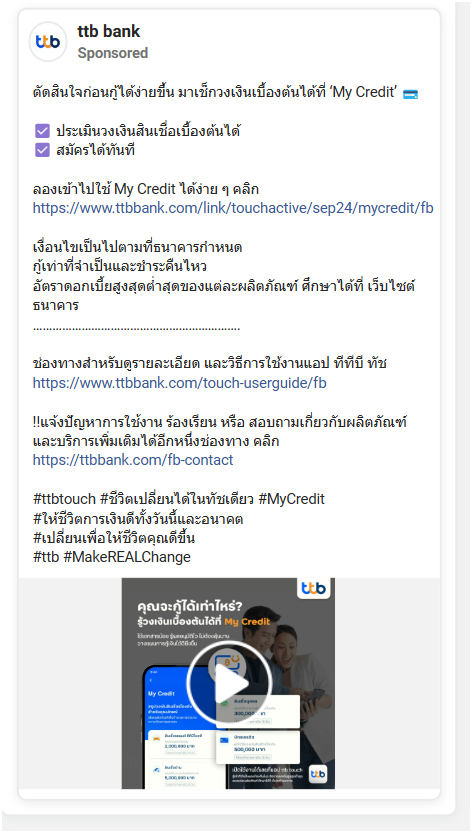 ttb
ttb bank
Sponsored
ตัดสินใจก่อนกู้ได้ง่ายขึ้น มาเช็กวงเงินเบื้องต้นได้ที่ ‘My Credit’
ประเมินวงเงินสินเชื่อเบื้องต้นได้
สมัครได้ทันที
ลองเข้าไปใช้ My Credit ได้ง่าย ๆ คลิก
https://www.ttbbank.com/link/touchactive/sep24/mycredit/fb
เงื่อนไขเป็นไปตามที่ธนาคารกำหนด
กู้เท่าที่จำเป็นและชำระคืนไหว
อัตราดอกเบี้ยสูงสุดต่ำสุดของแต่ละผลิตภัณฑ์ ศึกษาได้ที่ เว็บไซต์
ธนาคาร
.............................................................
ช่องทางสำหรับดูรายละเอียด และวิธีการใช้งานแอป ทีทีบี ทัช
https://www.ttbbank.com/touch-userguide/fb
!!แจ้งปัญหาการใช้งาน ร้องเรียน หรือ สอบถามเกี่ยวกับผลิตภัณฑ์
และบริการเพิ่มเติมได้อีกหนึ่งช่องทาง คลิก
https://ttbbank.com/fb-contact
#ttbtouch #ชีวิตเปลี่ยนได้ในทัชเดียว #MyCredit
#ให้ชีวิตการเงินดีทั้งวันนี้และอนาคต
#เปลี่ยนเพื่อให้ชีวิตคุณดีขึ้น
#ttb #MakeREALChange
ttb
คุณจะกู้ได้เท่าไหร่?
รู้วงเงินเบื้องต้นได้ที่ My Credit
My Credit
300,000 บาท
500,000 บาท
ttb